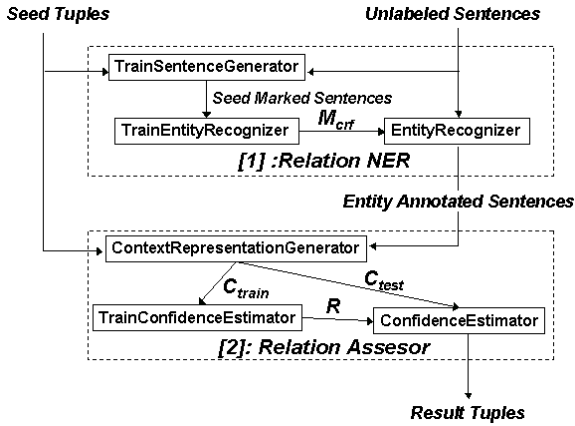 Seed Tuples
Unlabeled Sentences
TrainSentenceGenerator
Seed Marked Sentences
TrainEntityRecognizer
Mcrf
EntityRecognizer
[1] :Relation NER
Entity Annotated Sentences
ContextRepresentationGenerator
Ctrain
Ctest
TrainConfidenceEstimator
R
ConfidenceEstimator
[2]: Relation Assesor
Result Tuples